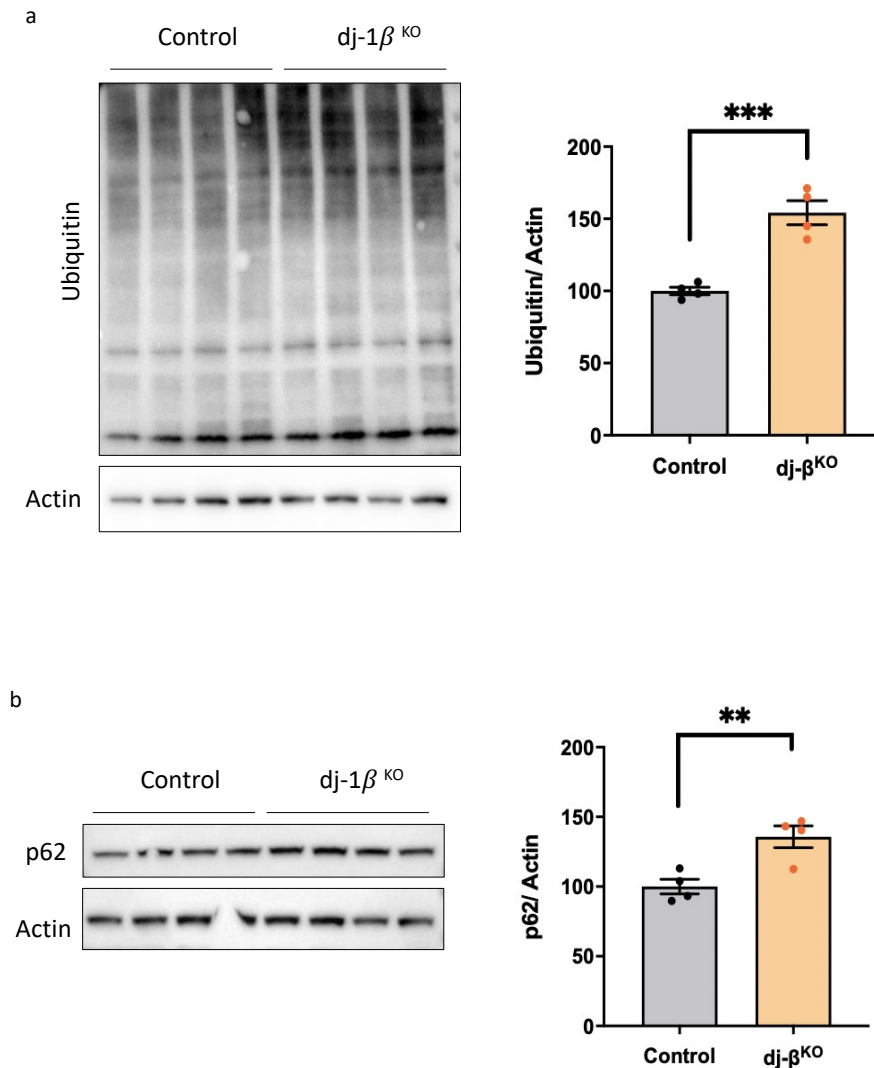 a
Control
dj-1β KO
Ubiquitin
Actin
***
Ubiquitin/ Actin
200
150
100
50
0
Control
dj-βKO
b
Control
dj-1β KO
p62
Actin
**
p62/ Actin
200
150
100
50
0
Control
dj-βKO